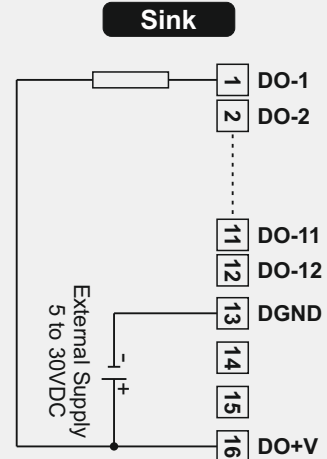 Sink
1 DO-1
2 DO-2
11 DO-11
12 DO-12
External Supply
5 to 30VDC
- +
13 DGND
14
15
16 DO+V